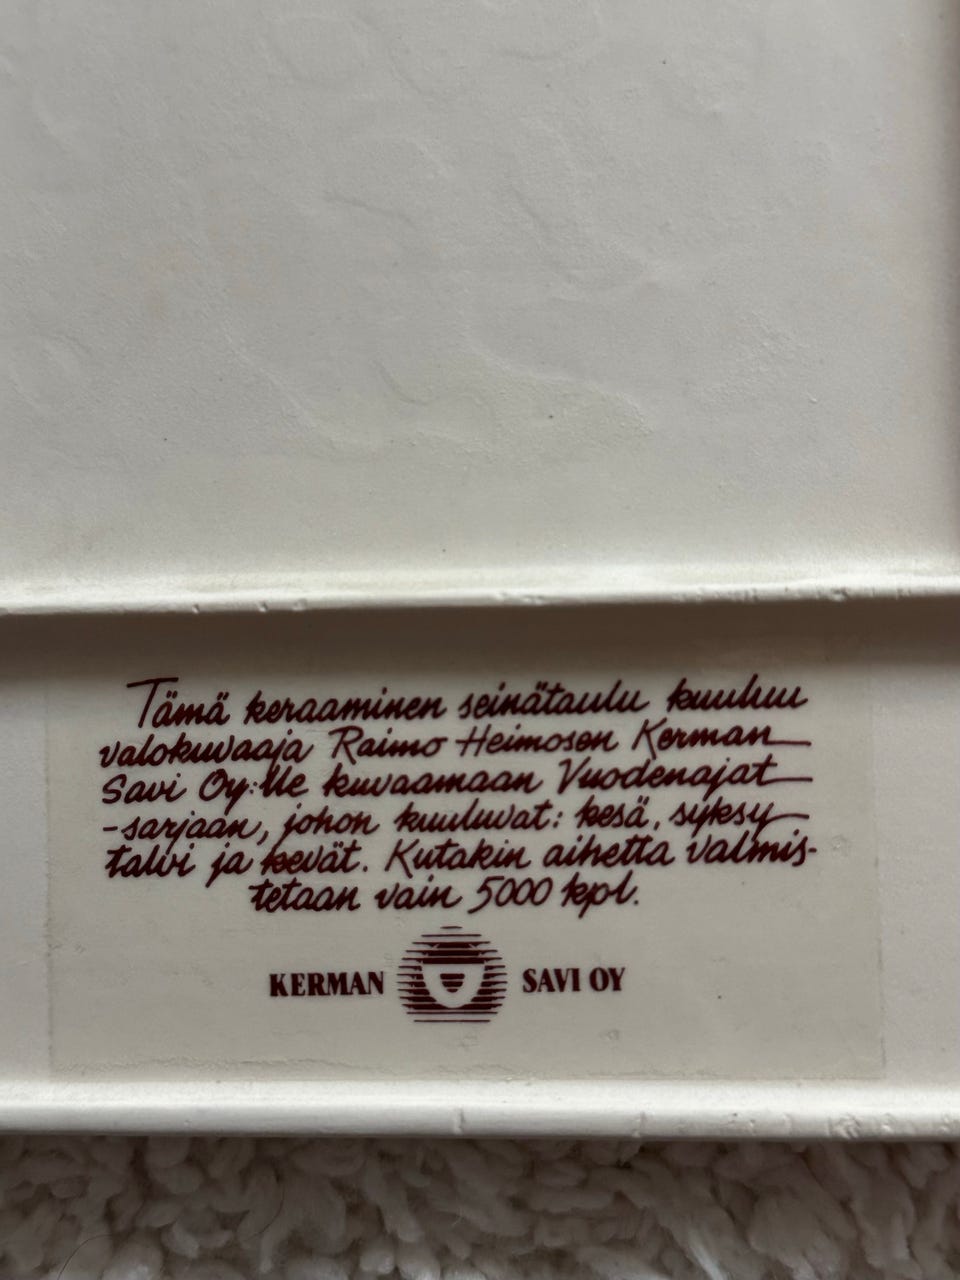 Tämä keraaminen seinätaulu kuuluu
valokuvaaja Raimo Heimosen Kerman
Savi Oy:lle kuvaamaan Vuodenajat
-sarjaan, johon kuuluvat: kesä, syksy
talvi ja kevät. Kutakin aihetta valmis-
tetaan vain 5000 kpl.
KERMAN SAVI OY